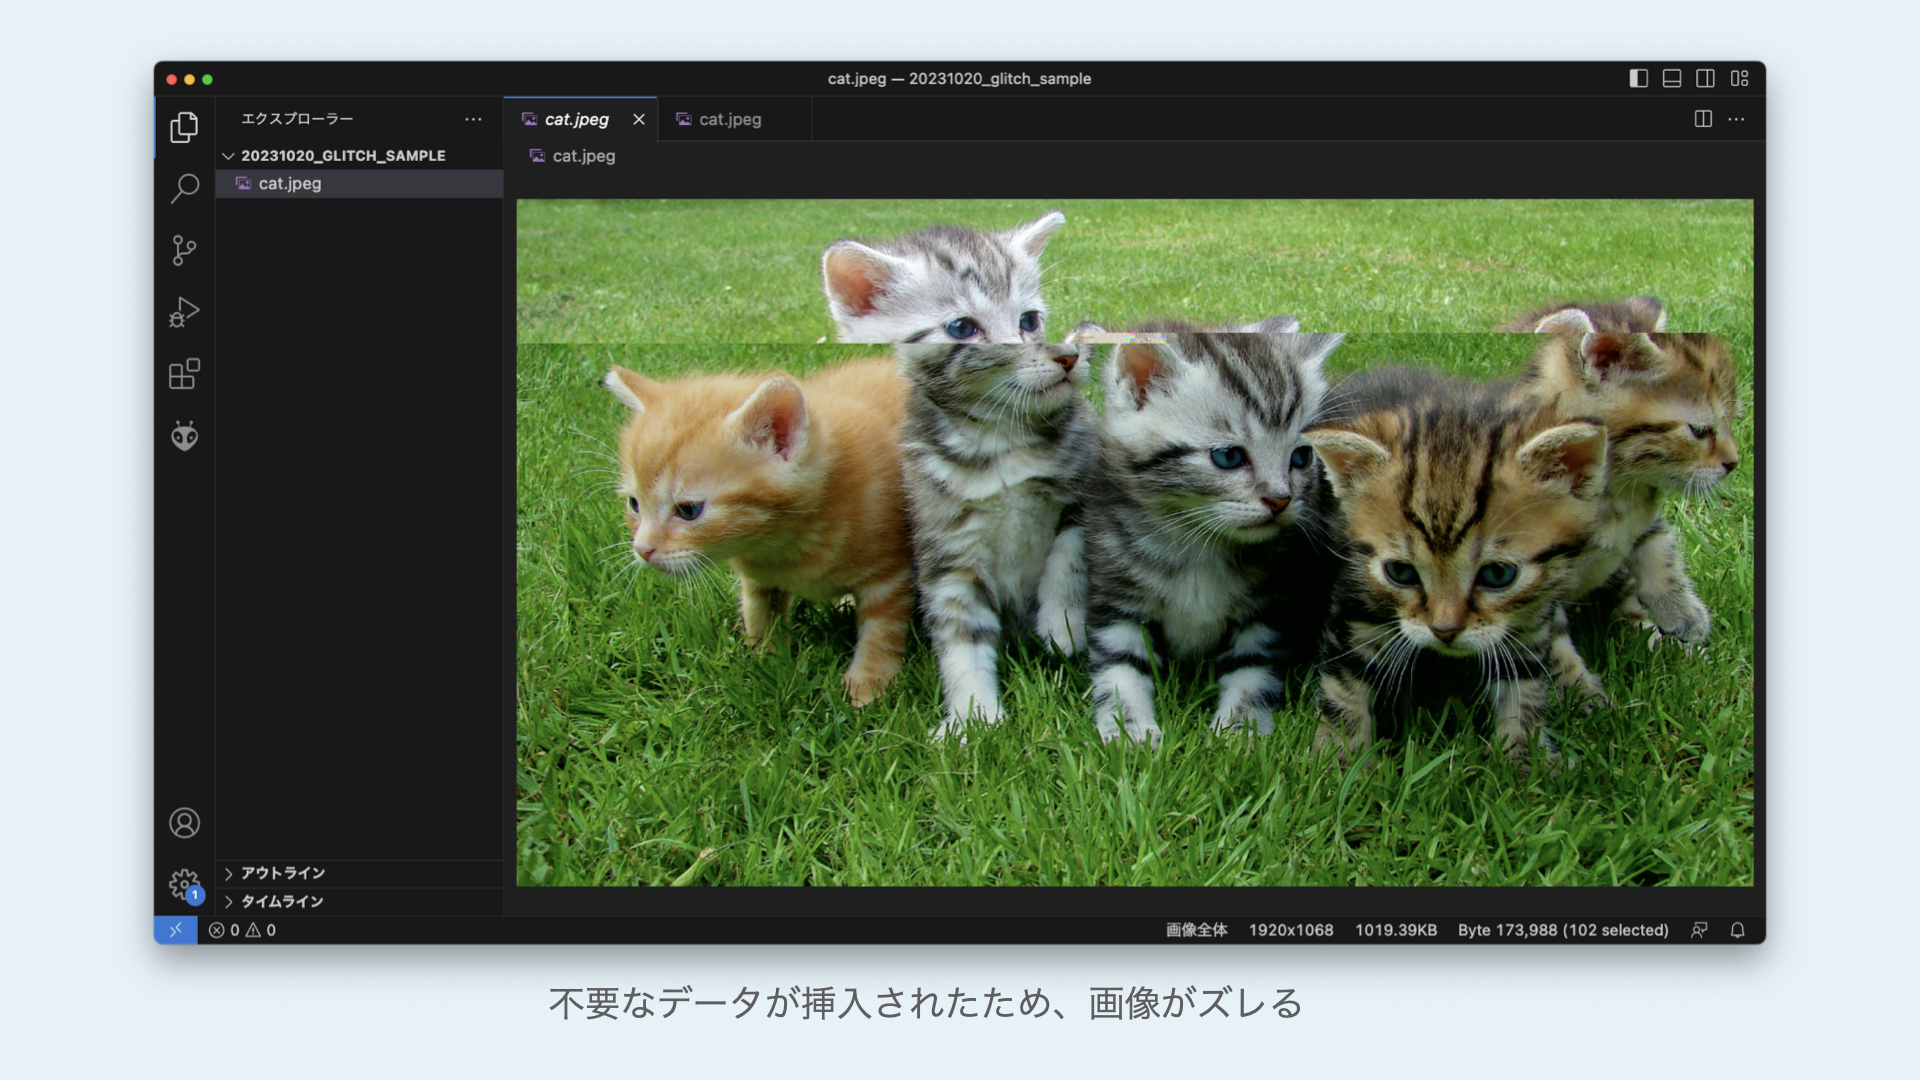 cat.jpeg — 20231020_glitch_sample
エクスプローラー
20231020_GLITCH_SAMPLE
cat.jpeg
cat.jpeg
cat.jpeg
cat.jpeg
アウトライン
タイムライン
1
0 0
画像全体 1920x1068 1019.39KB Byte 173,988 (102 selected)
不要なデータが挿入されたため、画像がズレる